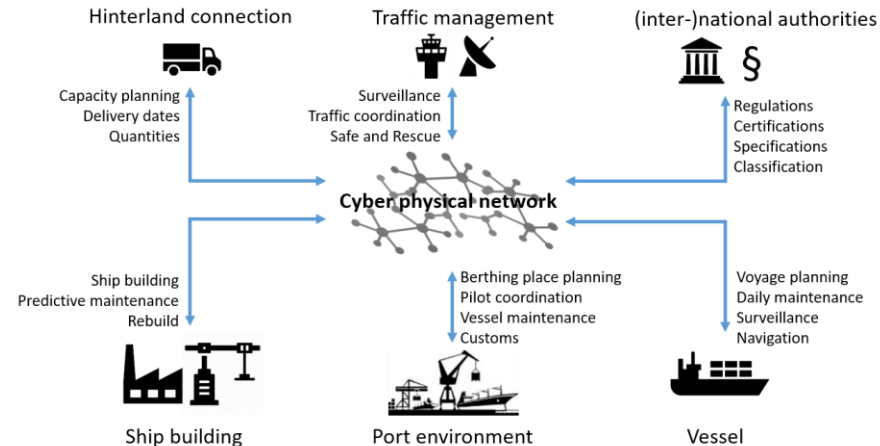 Hinterland connection
Traffic management
(inter-)national authorities
§
Capacity planning
Delivery dates
Quantities
Surveillance
Traffic coordination
Safe and Rescue
Regulations
Certifications
Specifications
Classification
Cyber physical network
Ship building
Predictive maintenance
Rebuild
Berthing place planning
Pilot coordination
Vessel maintenance
Customs
Voyage planning
Daily maintenance
Surveillance
Navigation
Ship building
Port environment
Vessel